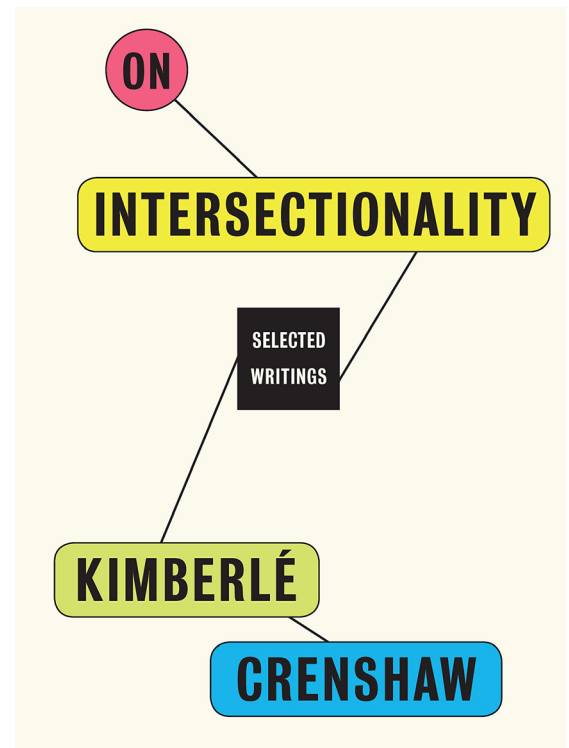 ON
INTERSECTIONALITY
SELECTED
WRITINGS
KIMBERLÉ
CRENSHAW